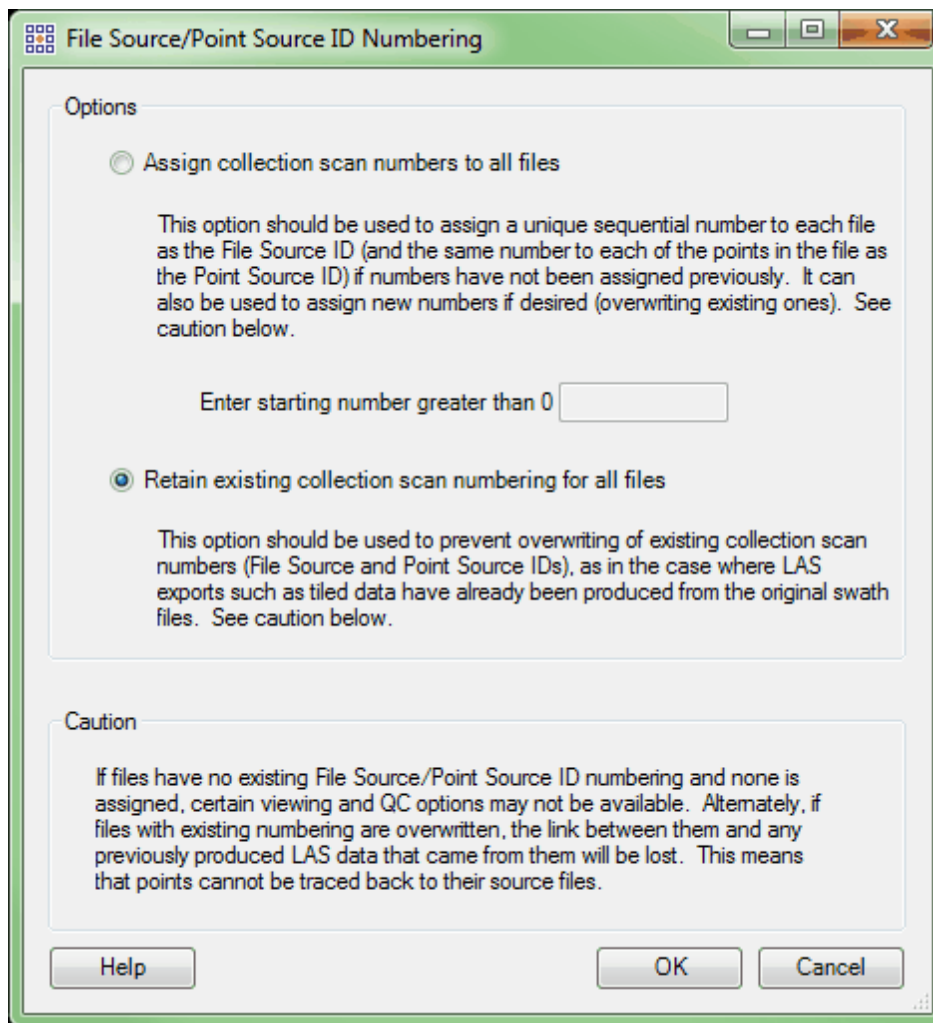 File Source/Point Source ID Numbering
Options
Assign collection scan numbers to all files
This option should be used to assign a unique sequential number to each file
as the File Source ID (and the same number to each of the points in the file as
the Point Source ID) if numbers have not been assigned previously. It can
also be used to assign new numbers if desired (overwriting existing ones). See
caution below.
Enter starting number greater than 0
Retain existing collection scan numbering for all files
This option should be used to prevent overwriting of existing collection scan
numbers (File Source and Point Source IDs), as in the case where LAS
exports such as tiled data have already been produced from the original swath
files. See caution below.
Caution
If files have no existing File Source/Point Source ID numbering and none is
assigned, certain viewing and QC options may not be available. Alternately, if
files with existing numbering are overwritten, the link between them and any
previously produced LAS data that came from them will be lost. This means
that points cannot be traced back to their source files.
Help
OK
Cancel